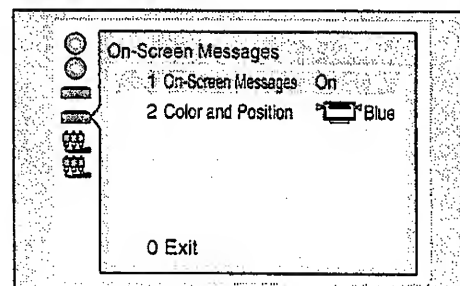 On-Screen Messages
1 On-Screen Messages On
2 Color and Position Blue
0 Exit